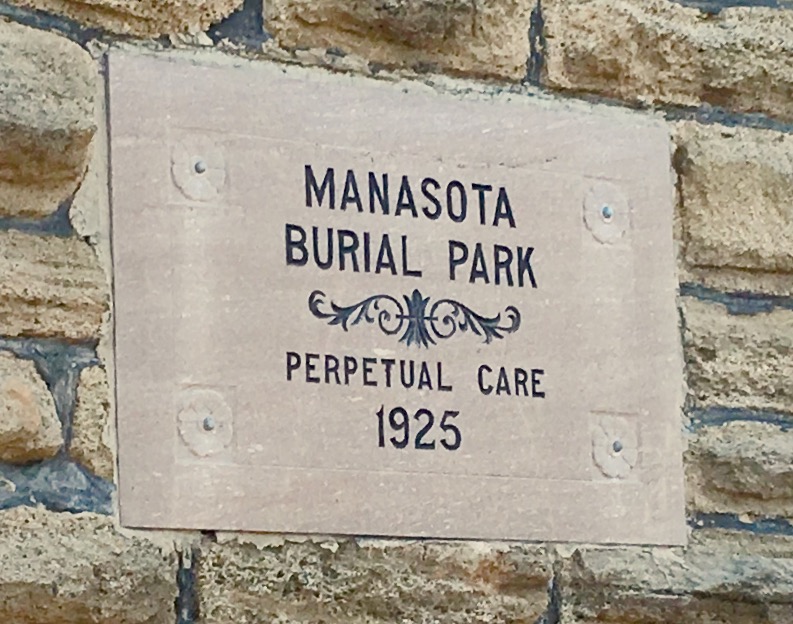 MANASOTA
BURIAL PARK
PERPETUAL CARE
1925